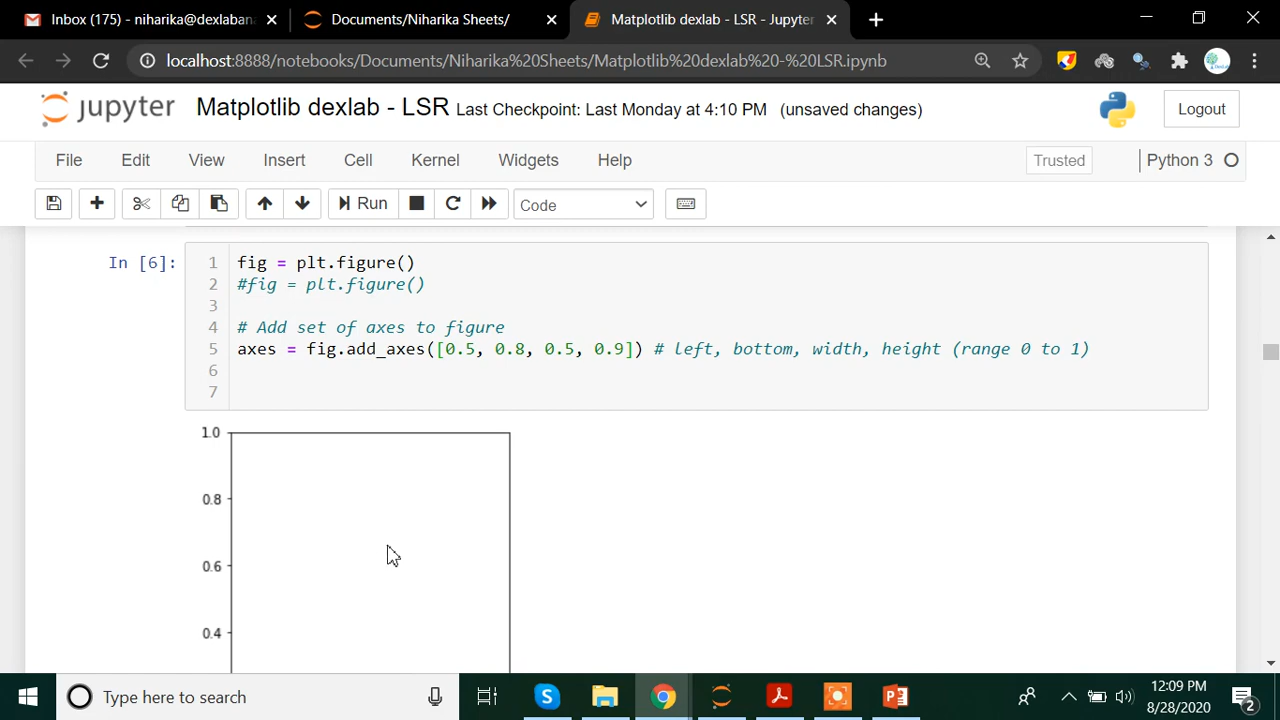 Inbox (175) - niharika@dexlabana
Documents/Niharika Sheets/
Matplotlib dexlab - LSR - Jupyter
localhost:8888/notebooks/Documents/Niharika%20Sheets/Matplotlib%20dexlab%20-%20LSR.ipynb
jupyter Matplotlib dexlab - LSR Last Checkpoint: Last Monday at 4:10 PM (unsaved changes) Logout
File Edit View Insert Cell Kernel Widgets Help Trusted Python 3
Run Code
In [6]: 1 fig = plt.figure()
2 #fig = plt.figure()
3
4 # Add set of axes to figure
5 axes = fig.add_axes([0.5, 0.8, 0.5, 0.9]) # left, bottom, width, height (range 0 to 1)
6
7
1.0
0.8
0.6
0.4
Type here to search
12:09 PM
8/28/2020
2